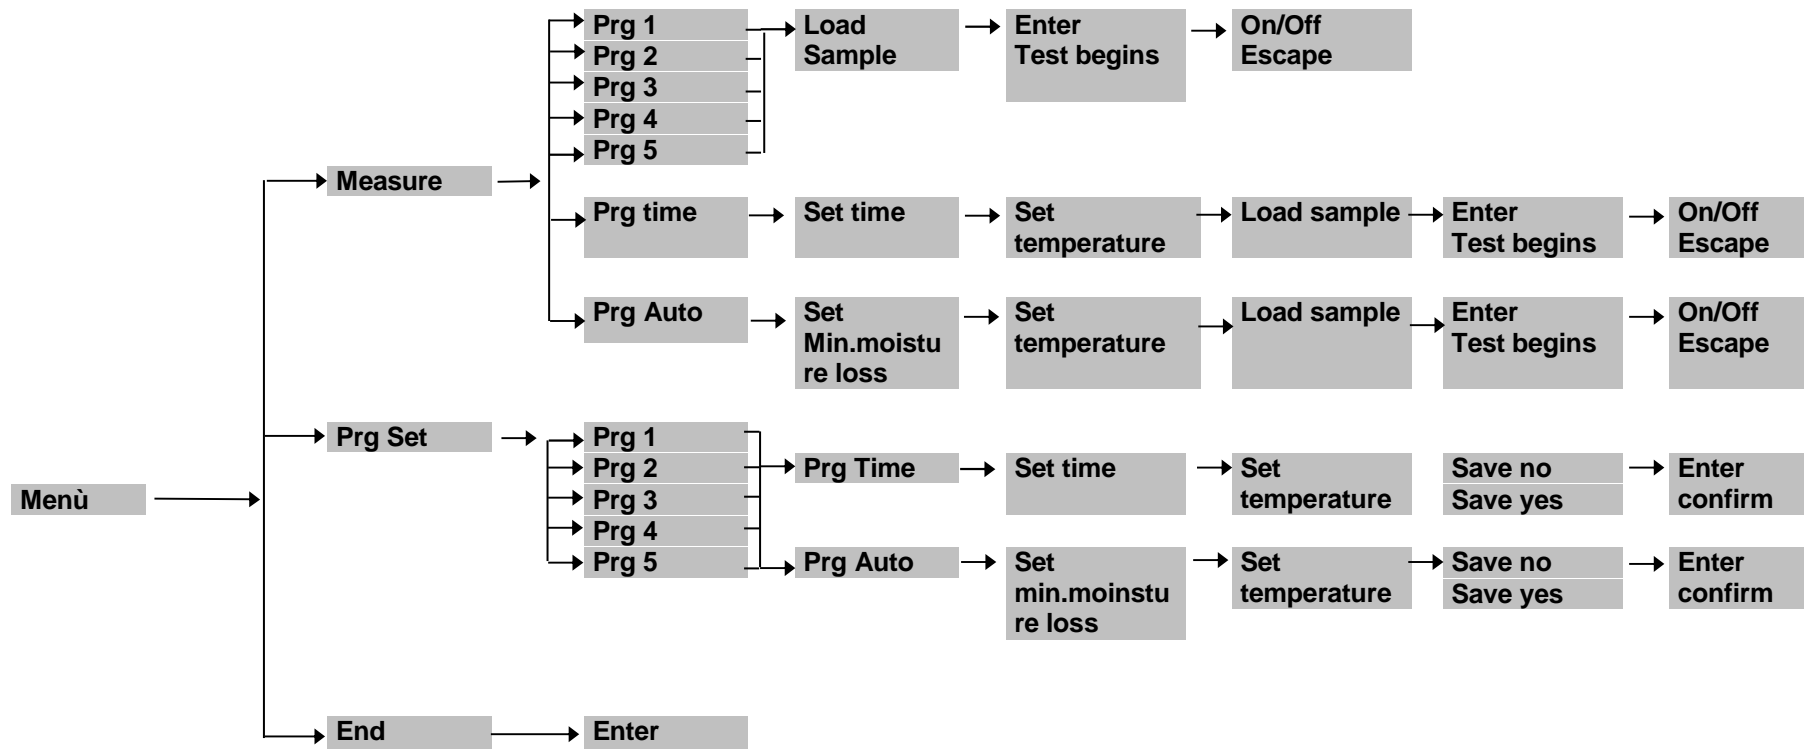 Prg 1
Prg 2
Prg 3
Prg 4
Prg 5
Load
Sample
Enter
Test begins
On/Off
Escape
Measure
Prg time
Set time
Set
temperature
Load sample
Enter
Test begins
On/Off
Escape
Prg Auto
Set
Min.moistu
re loss
Set
temperature
Load sample
Enter
Test begins
On/Off
Escape
Prg Set
Prg 1
Prg 2
Prg 3
Prg 4
Prg 5
Prg Time
Set time
Set
temperature
Save no
Save yes
Enter
confirm
Menù
Prg Auto
Set
min.moinstu
re loss
Set
temperature
Save no
Save yes
Enter
confirm
End
Enter